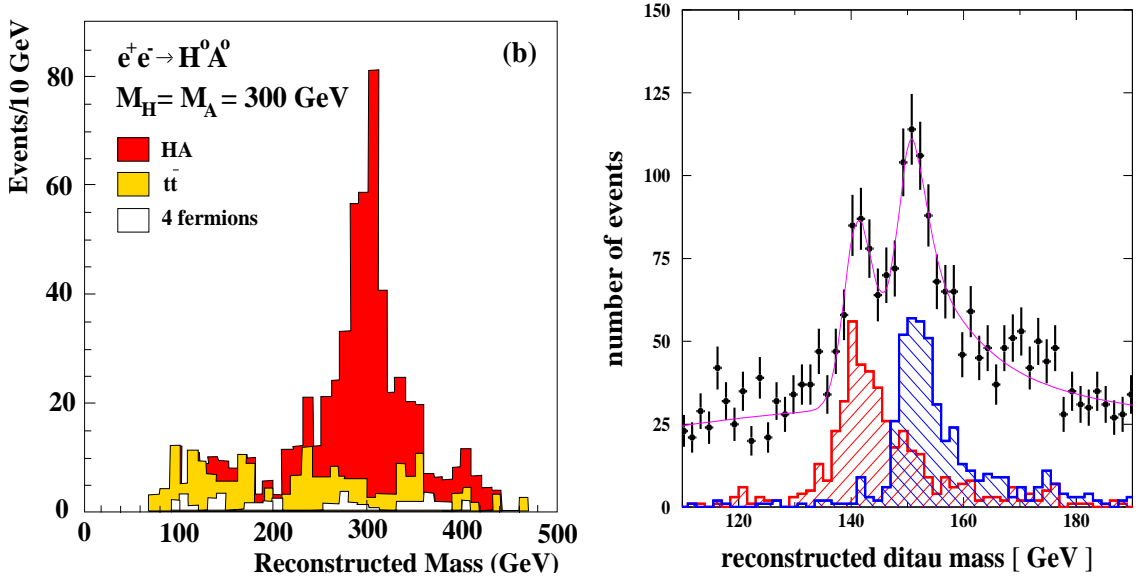 (b)
e⁺e⁻→H⁰A⁰
M_H = M_A = 300 GeV
HA
tt̄
4 fermions
Events/10 GeV
80
60
40
20
0
0 100 200 300 400 500
Reconstructed Mass (GeV)
number of events
150
125
100
75
50
25
0
120 140 160 180
reconstructed ditau mass [ GeV ]